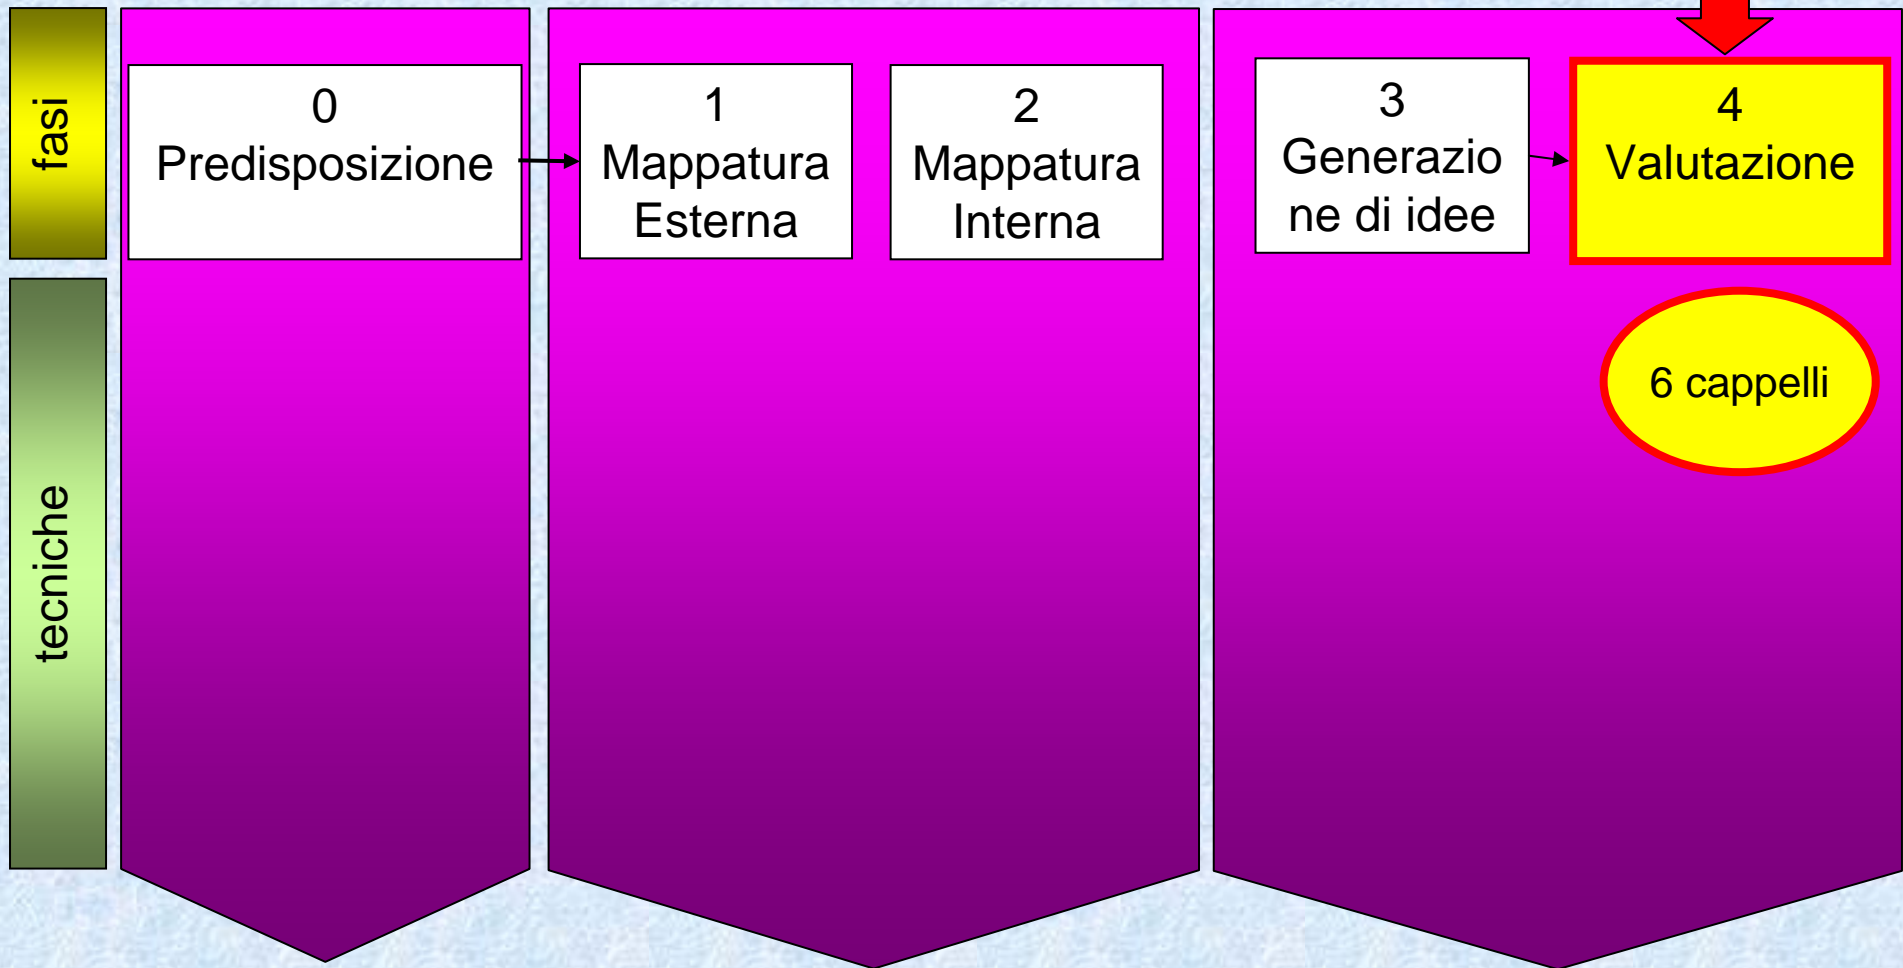 fasi
0
Predisposizione
1
Mappatura
Esterna
2
Mappatura
Interna
3
Generazio
ne di idee
4
Valutazione
tecniche
6 cappelli